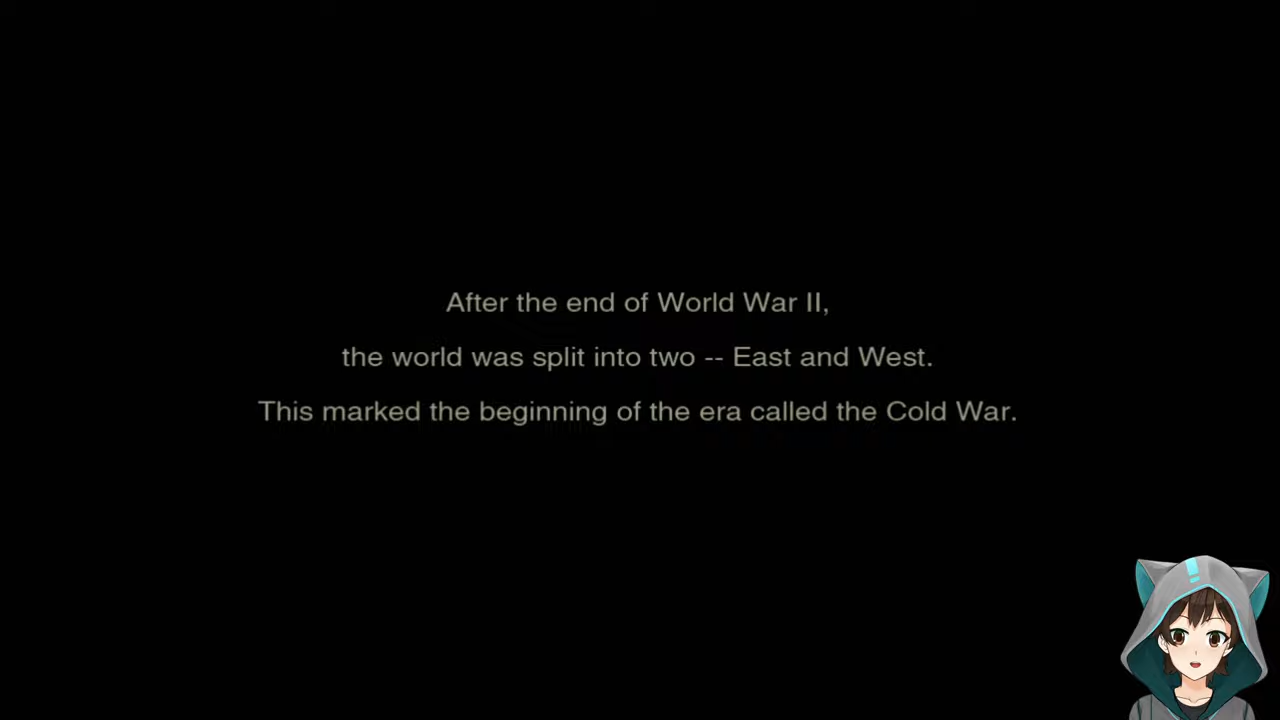 After the end of World War II,
the world was split into two -- East and West.
This marked the beginning of the era called the Cold War.